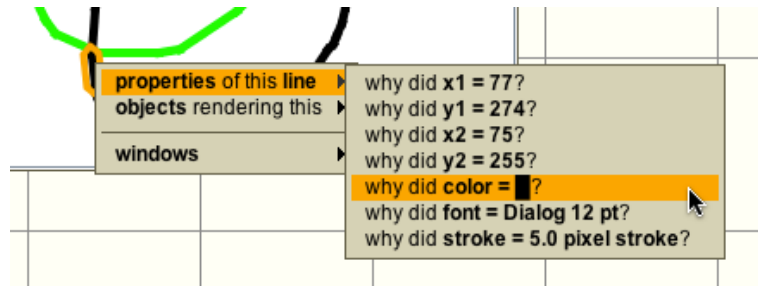 properties of this line
objects rendering this
windows
why did x1 = 77?
why did y1 = 274?
why did x2 = 75?
why did y2 = 255?
why did color = ?
why did font = Dialog 12 pt?
why did stroke = 5.0 pixel stroke?